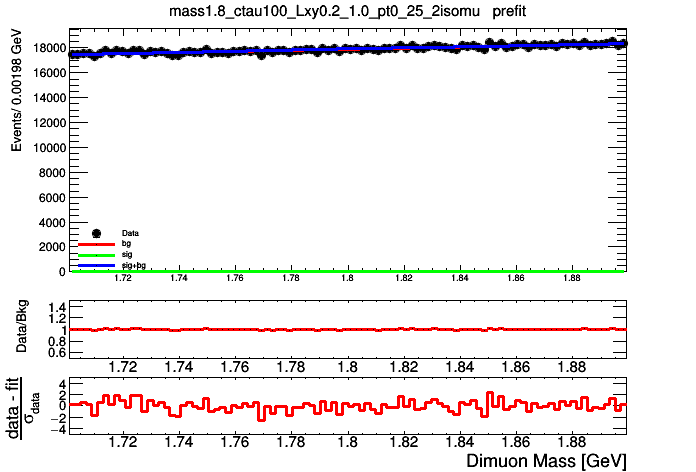 mass1.8_ctau100_Lxy0.2_1.0_pt0_25_2isomu prefit
Events/ 0.00198 GeV
18000
16000
14000
12000
10000
8000
6000
4000
2000
0
Data
bg
sig
sig+bg
1.72 1.74 1.76 1.78 1.8 1.82 1.84 1.86 1.88
Data/Bkg
1.4
1.2
1
0.8
0.6
1.72 1.74 1.76 1.78 1.8 1.82 1.84 1.86 1.88
data - fit
σdata
4
2
0
−2
−4
1.72 1.74 1.76 1.78 1.8 1.82 1.84 1.86 1.88
Dimuon Mass [GeV]